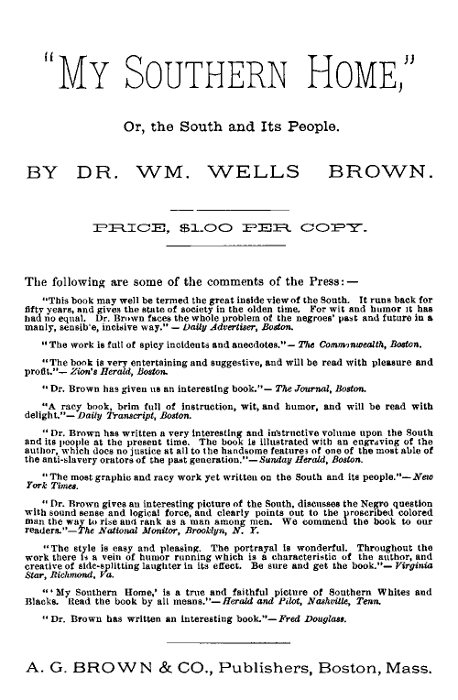 "MY SOUTHERN HOME,"
Or, the South and Its People.
BY DR. WM. WELLS BROWN.
PRICE, $1.00 PER COPY.
The following are some of the comments of the Press:—
"This book may well be termed the great inside view of the South. It runs back for
fifty years, and gives the state of society in the olden time. For wit and humor it has
had no equal. Dr. Brown faces the whole problem of the negroes' past and future in a
manly, sensible, incisive way."— Daily Advertiser, Boston.
"The work is full of spicy incidents and anecdotes."— The Commonwealth, Boston.
"The book is very entertaining and suggestive, and will be read with pleasure and
profit."— Zion's Herald, Boston.
"Dr. Brown has given us an interesting book."— The Journal, Boston.
"A racy book, brim full of instruction, wit, and humor, and will be read with
delight."— Daily Transcript, Boston.
"Dr. Brown has written a very interesting and instructive volume upon the South
and its people at the present time. The book is illustrated with an engraving of the
author, which does no justice at all to the handsome features of one of the most able of
the anti-slavery orators of the past generation."—Sunday Herald, Boston.
"The most graphic and racy work yet written on the South and its people."—New
York Times.
"Dr. Brown gives an interesting picture of the South, discusses the Negro question
with sound sense and logical force, and clearly points out to the proscribed colored
man the way to rise and rank as a man among men. We commend the book to our
readers."—The National Monitor, Brooklyn, N. Y.
"The style is easy and pleasing. The portrayal is wonderful. Throughout the
work there is a vein of humor running which is a characteristic of the author, and
creative of side-splitting laughter in its effect. Be sure and get the book."— Virginia
Star, Richmond, Va.
"'My Southern Home,' is a true and faithful picture of Southern Whites and
Blacks. Read the book by all means."—Herald and Pilot, Nashville, Tenn.
"Dr. Brown has written an interesting book."—Fred Douglass.
A. G. BROWN & CO., Publishers, Boston, Mass.